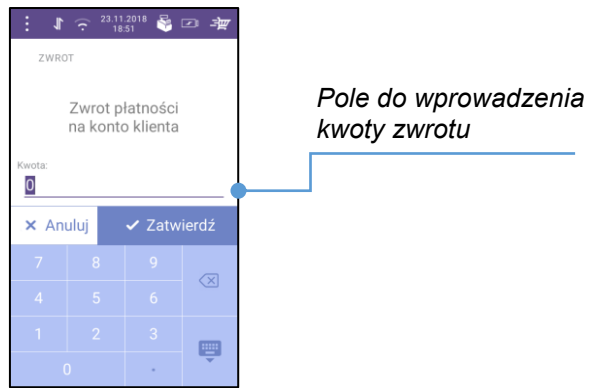 23.11.2018
18:51
ZWROT
Zwrot płatności
na konto klienta
Kwota:
0
Anuluj
Zatwierdź
7 8 9
4 5 6
1 2 3
0 .
Pole do wprowadzenia
kwoty zwrotu